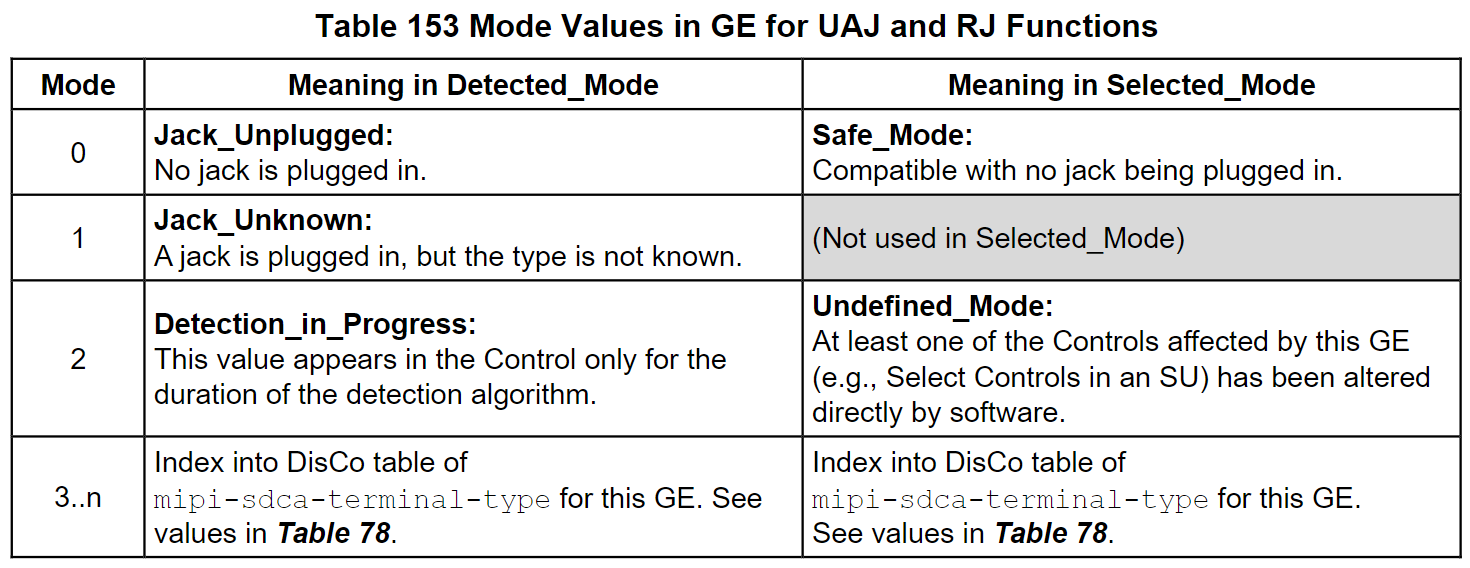 Table 153 Mode Values in GE for UAJ and RJ Functions
Mode
Meaning in Detected_Mode
Meaning in Selected_Mode
0
Jack_Unplugged:
No jack is plugged in.
Safe_Mode:
Compatible with no jack being plugged in.
1
Jack_Unknown:
A jack is plugged in, but the type is not known.
(Not used in Selected_Mode)
2
Detection_in_Progress:
This value appears in the Control only for the
duration of the detection algorithm.
Undefined_Mode:
At least one of the Controls affected by this GE
(e.g., Select Controls in an SU) has been altered
directly by software.
3..n
Index into DisCo table of
mipi-sdca-terminal-type for this GE. See
values in Table 78.
Index into DisCo table of
mipi-sdca-terminal-type for this GE.
See values in Table 78.